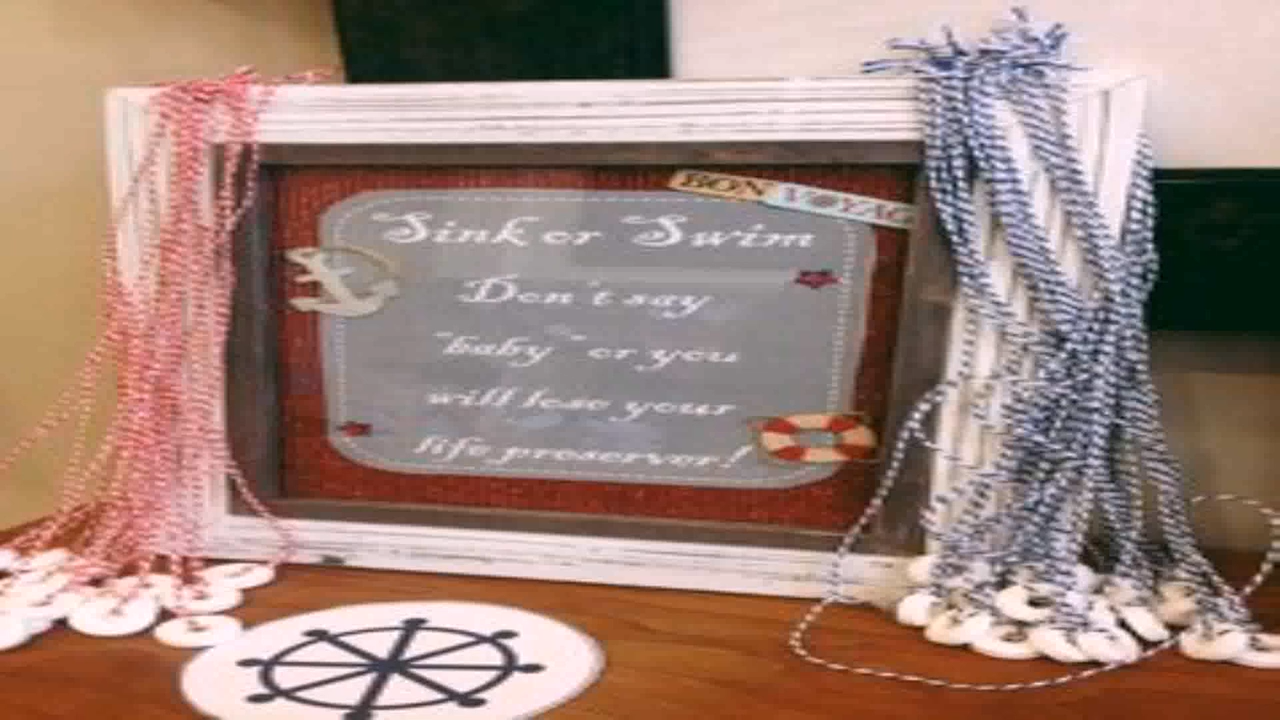 BON VOYAG
Sink or Swim
Don't say
"baby" or you
will lose your
life preserver!